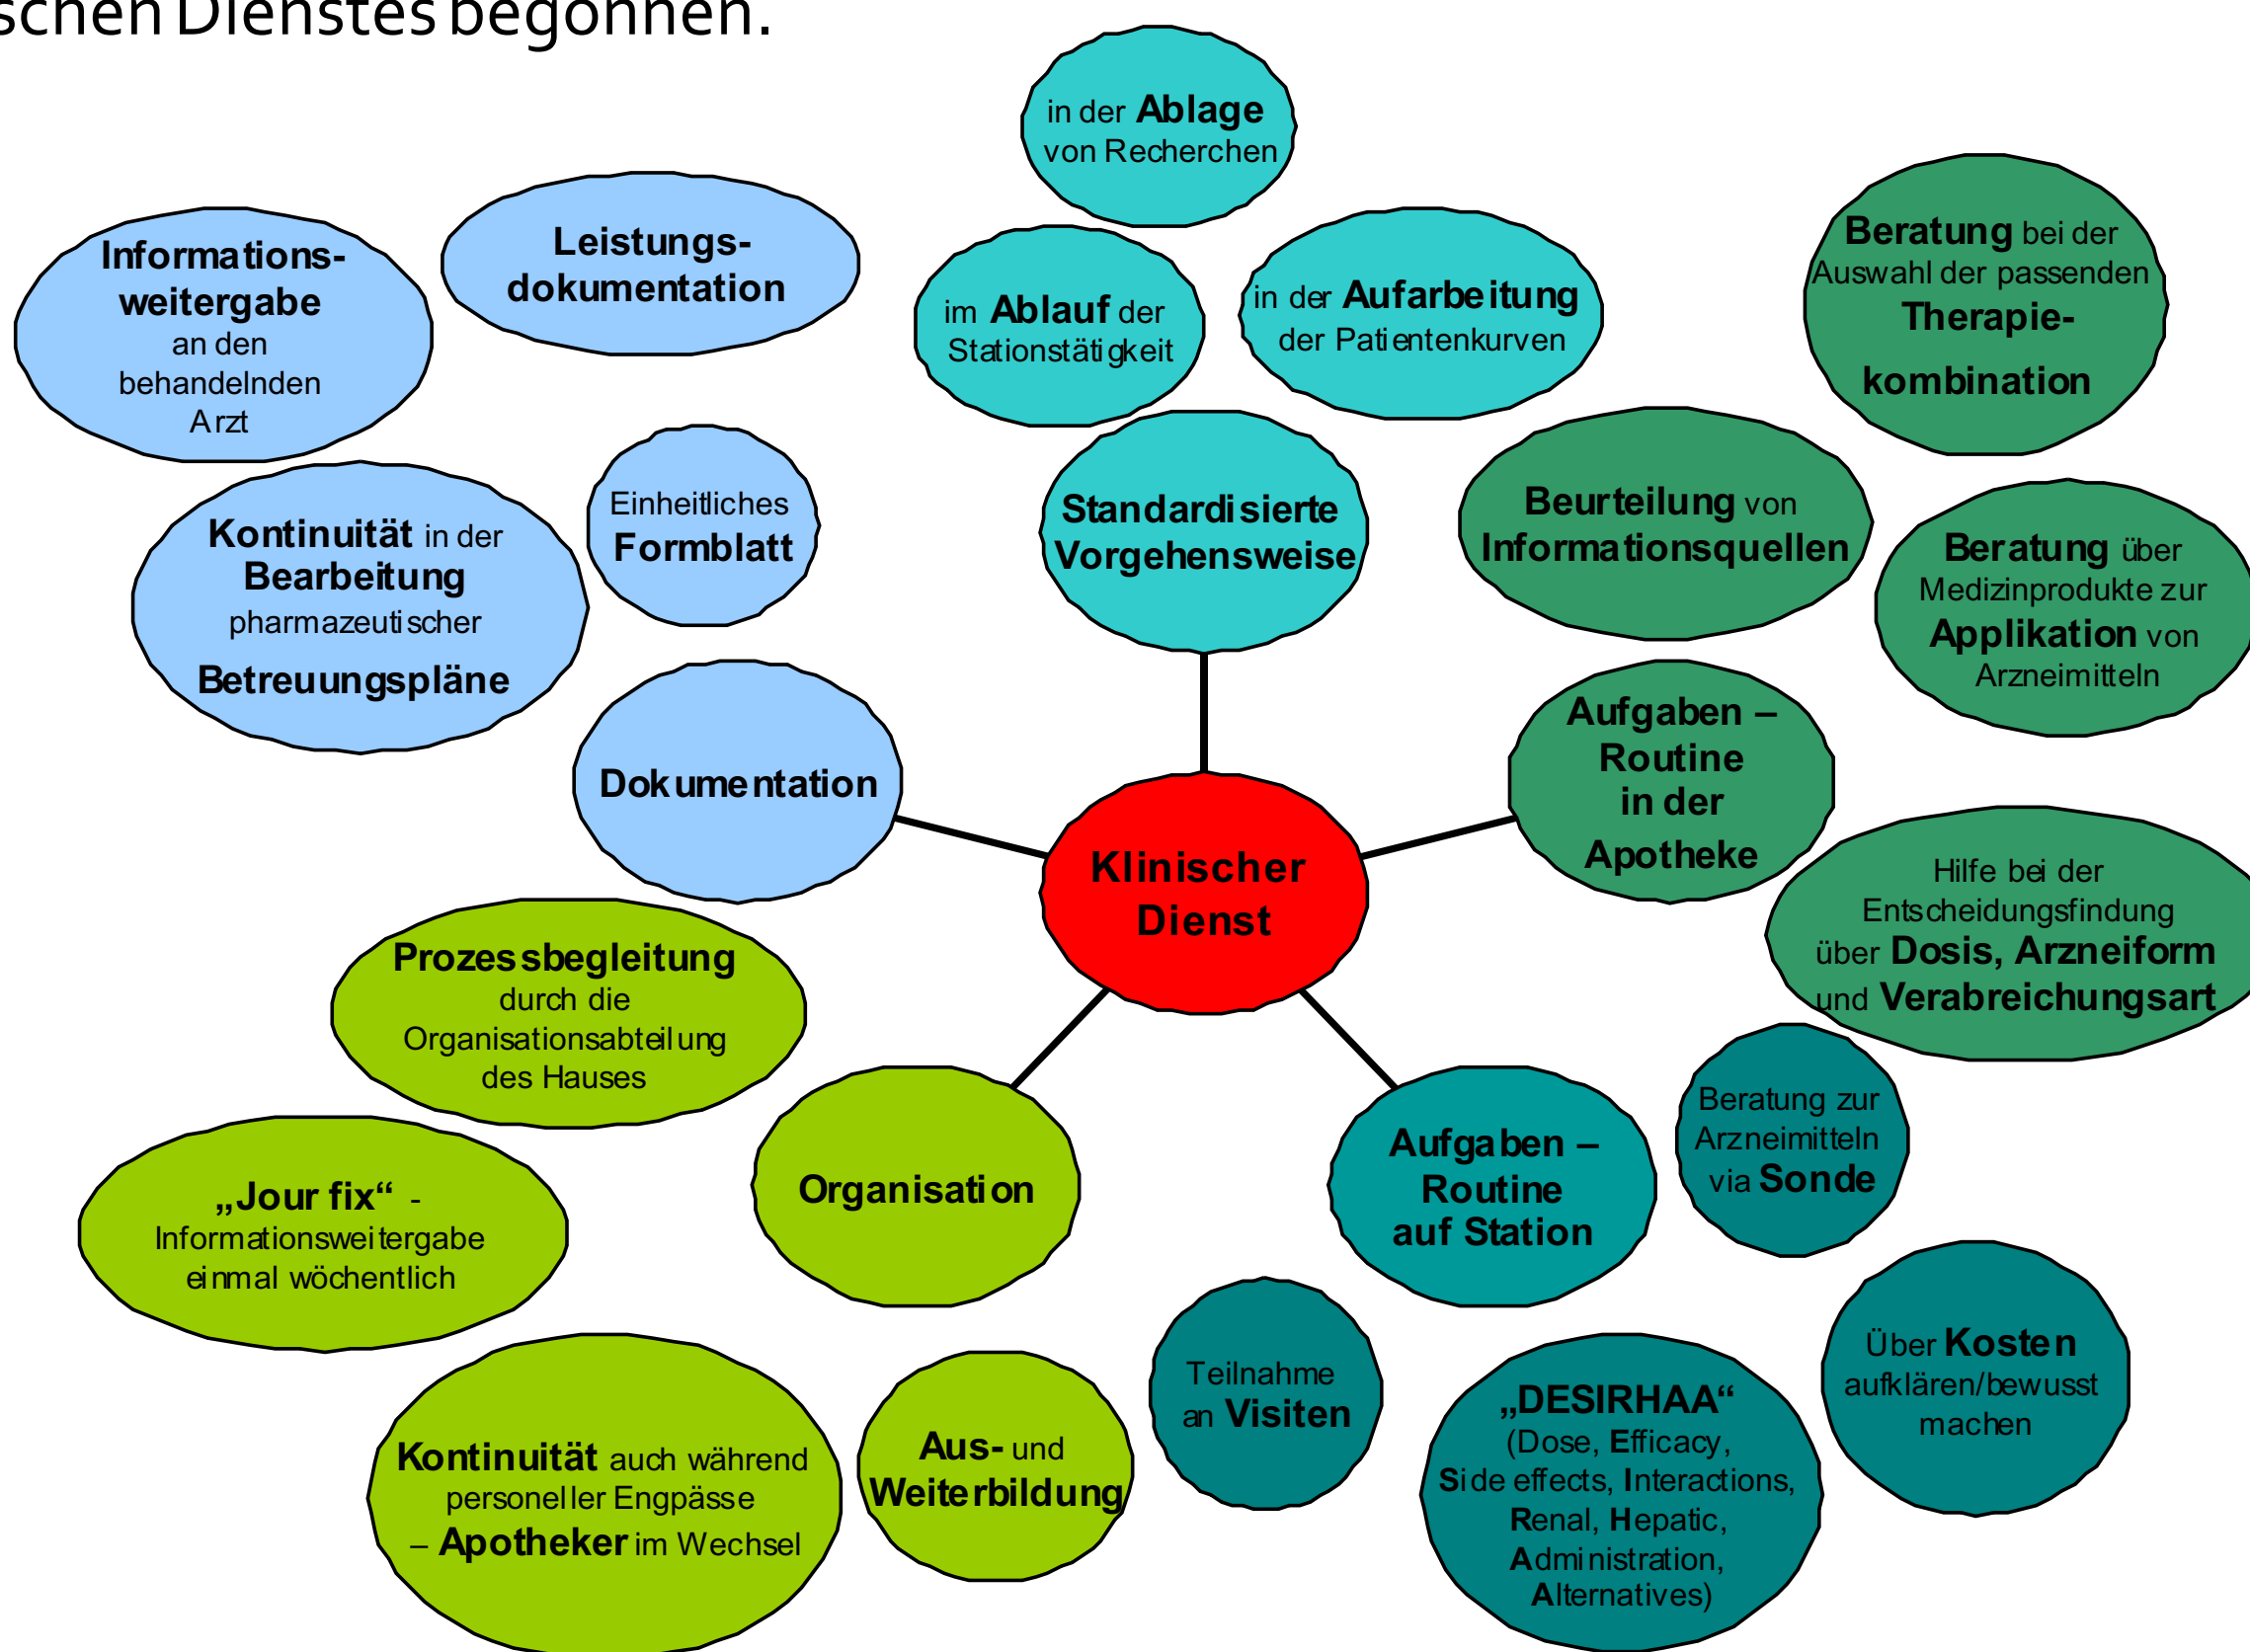 schen Dienstes begonnen.
in der Ablage
von Recherchen
Informations-
weitergabe
an den
behandelnden
Arzt
Leistungs-
dokumentation
im Ablauf der
Stationstätigkeit
in der Aufarbeitung
der Patientenkurven
Beratung bei der
Auswahl der passenden
Therapie-
kombination
Kontinuität in der
Bearbeitung
pharmazeutischer
Betreuungspläne
Einheitliches
Formblatt
Standardisierte
Vorgehensweise
Beurteilung von
Informationsquellen
Beratung über
Medizinprodukte zur
Applikation von
Arzneimitteln
Dokumentation
Aufgaben –
Routine
in der
Apotheke
Klinischer
Dienst
Hilfe bei der
Entscheidungsfindung
über Dosis, Arzneiform
und Verabreichungsart
Prozessbegleitung
durch die
Organisationsabteilung
des Hauses
Organisation
Aufgaben –
Routine
auf Station
Beratung zur
Arzneimitteln
via Sonde
„Jour fix“ -
Informationsweitergabe
einmal wöchentlich
Kontinuität auch während
personeller Engpässe
– Apotheker im Wechsel
Aus- und
Weiterbildung
Teilnahme
an Visiten
„DESIRHAA“
(Dose, Efficacy,
Side effects, Interactions,
Renal, Hepatic,
Administration,
Alternatives)
Über Kosten
aufklären/bewusst
machen